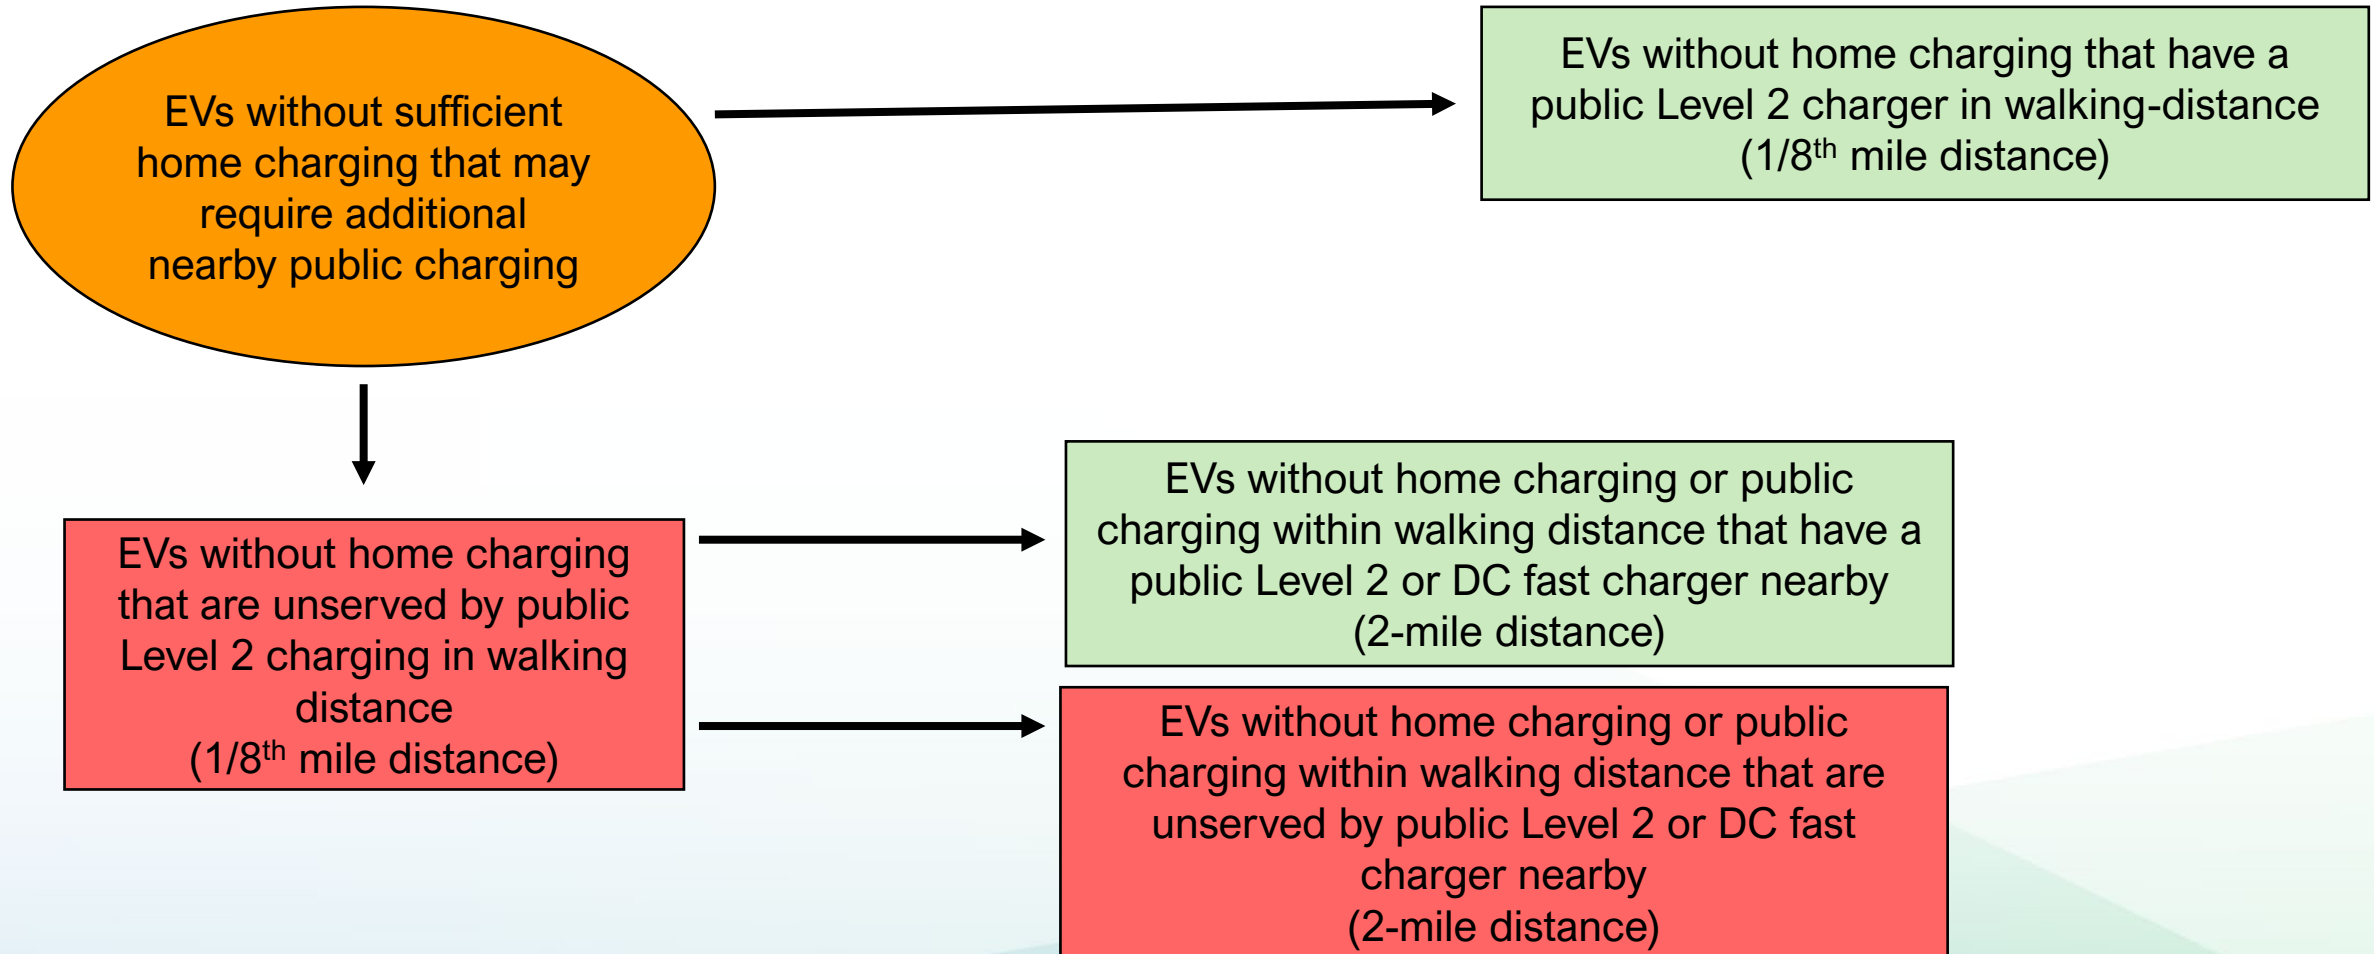 EVs without sufficient
home charging that may
require additional
nearby public charging
EVs without home charging that have a
public Level 2 charger in walking-distance
(1/8th mile distance)
EVs without home charging
that are unserved by public
Level 2 charging in walking
distance
(1/8th mile distance)
EVs without home charging or public
charging within walking distance that have a
public Level 2 or DC fast charger nearby
(2-mile distance)
EVs without home charging or public
charging within walking distance that are
unserved by public Level 2 or DC fast
charger nearby
(2-mile distance)